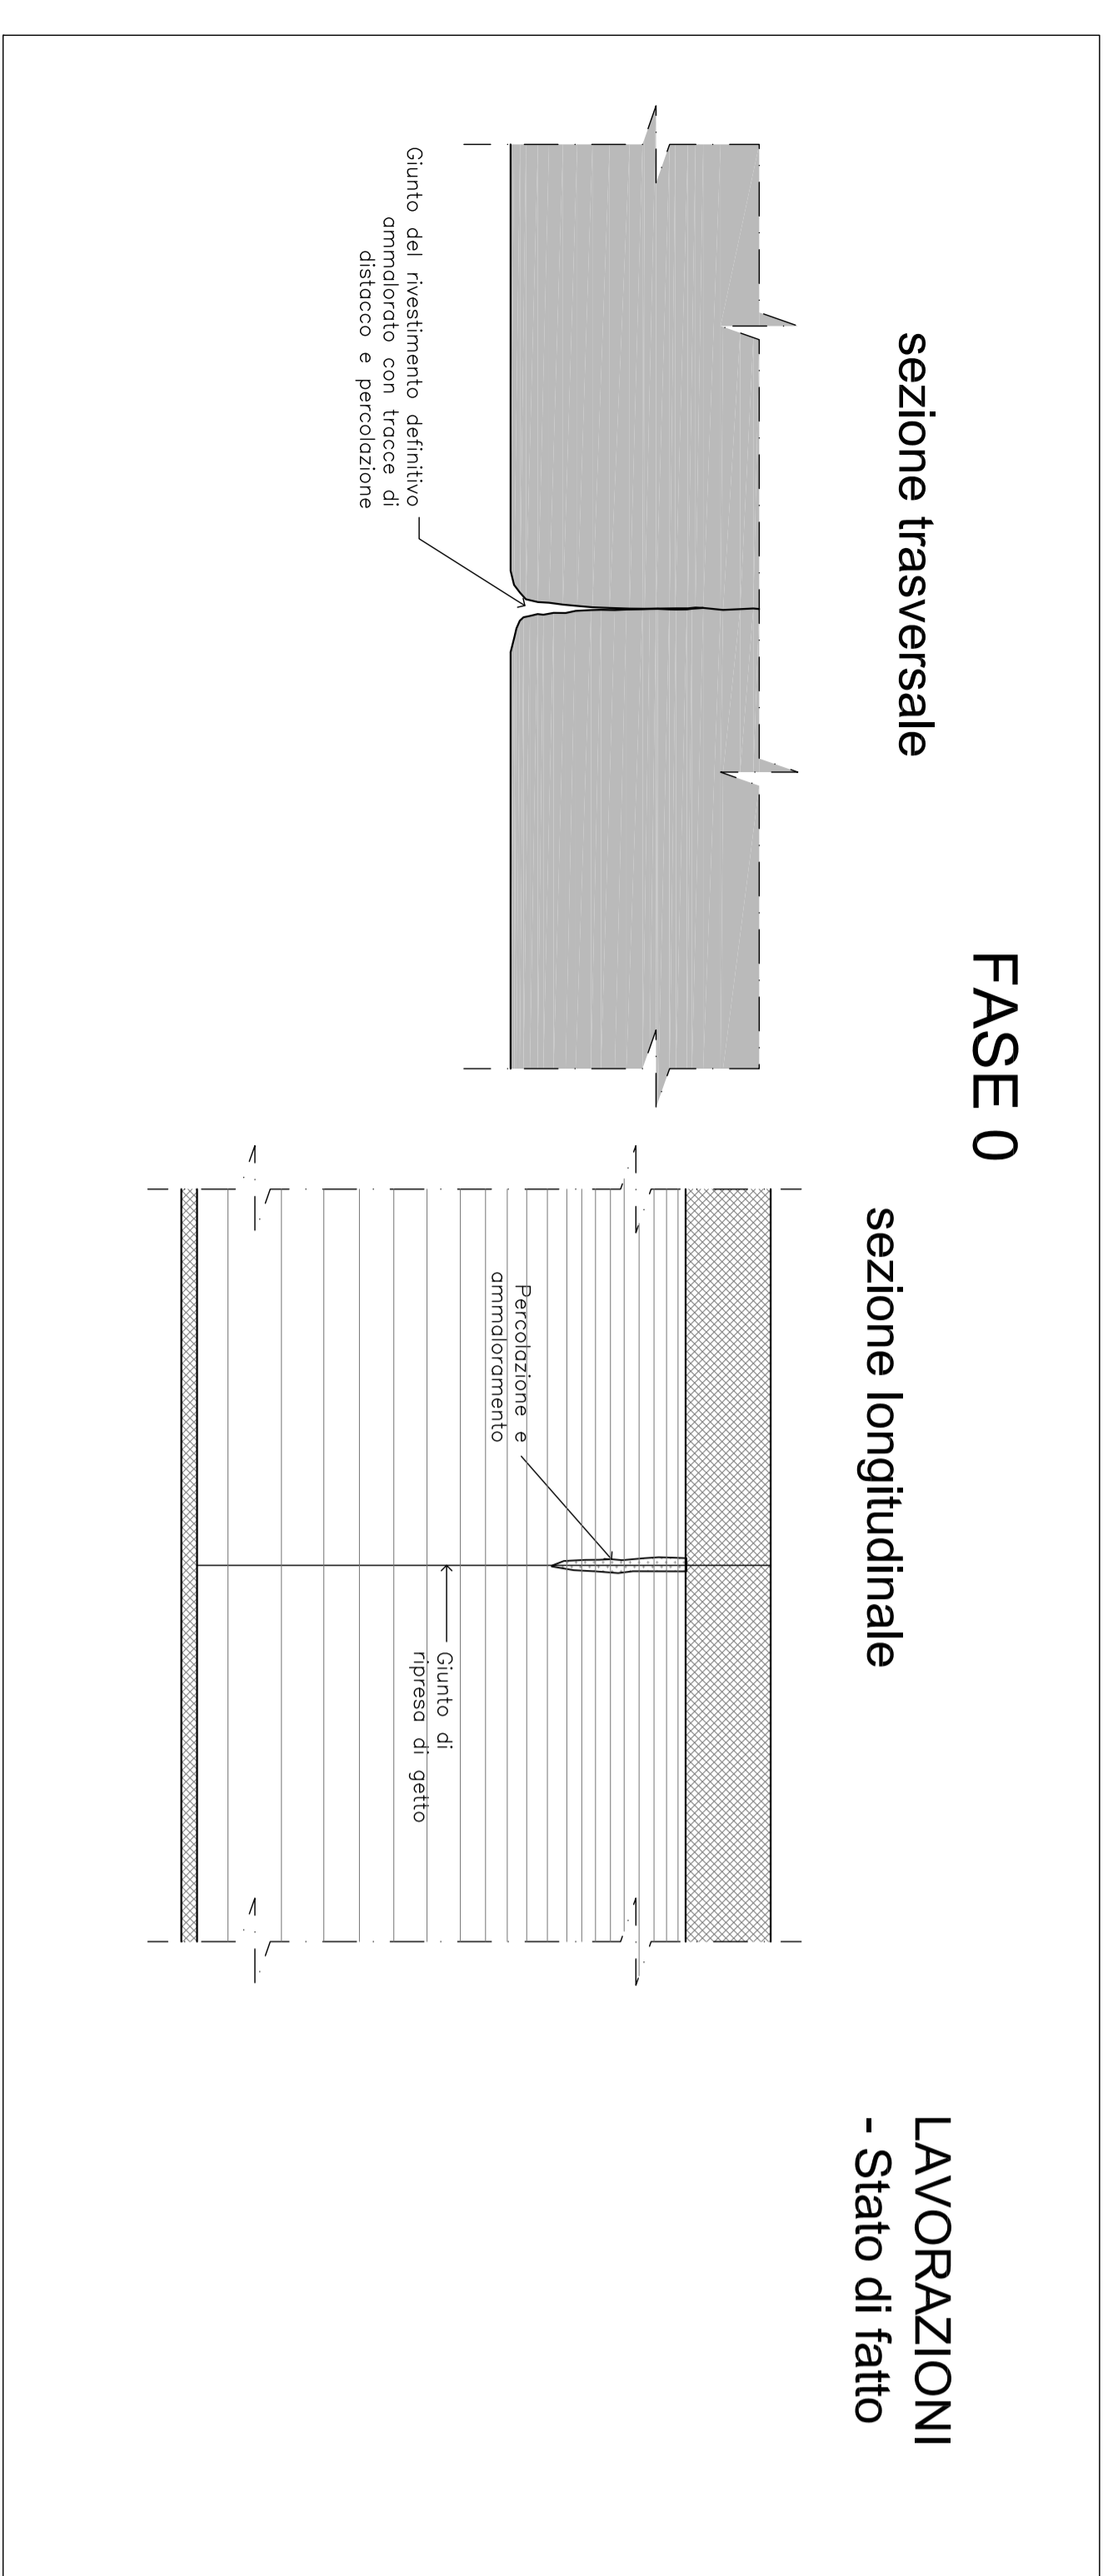 FASE 0
sezione trasversale
Giunto del rivestimento definitivo
ammalorato con tracce di
distacco e percolazione
sezione longitudinale
Percolazione e
ammaloramento
Giunto di
ripresa di getto
LAVORAZIONI
- Stato di fatto